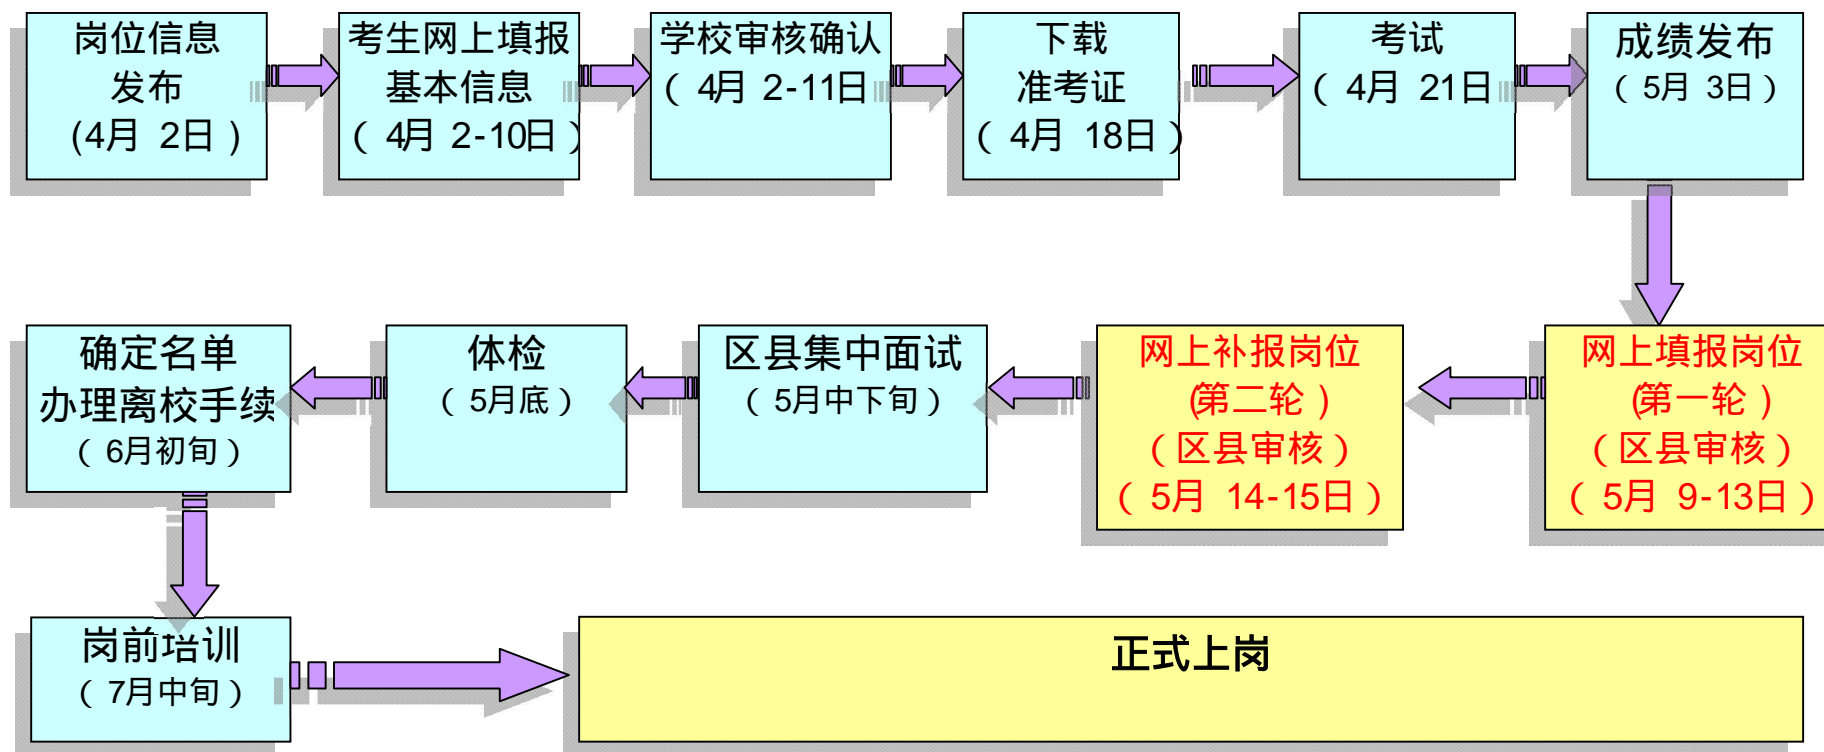 岗位信息
发布
(4月 2日 )
考生网上填报
基本信息
（ 4月 2-10日 ）
学校审核确认
（ 4月 2-11日
下载
准考证
（ 4月 18日 ）
考试
（ 4月 21日
成绩发布
（ 5月 3日 ）
网上填报岗位
(第一轮 ）
（ 区县审核 ）
（ 5月 9-13日 ）
网上补报岗位
(第二轮 ）
（ 区县审核 ）
（ 5月 14-15日 ）
区县集中面试
（ 5月中下旬 ）
体检
（ 5月底 ）
确定名单
办理离校手续
（ 6月初旬 ）
岗前培训
（ 7月中旬 ）
正式上岗